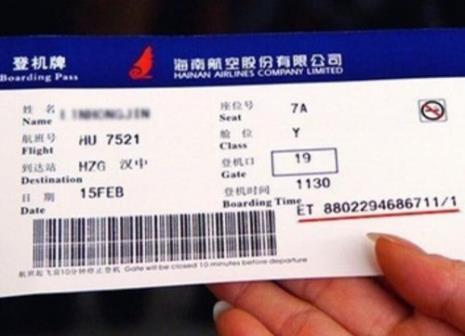 登机牌
Boarding Pass
海南航空股份有限公司
HAINAN AIRLINES COMPANY LIMITED
姓名
Name
座位号 7A
Seat
航班号 HU 7521
Flight
舱位 Y
Class
到达站 HZG 汉中
Destination
登机口 19
Gate
日期 15FEB
Date
登机时间 1130
Boarding Time
ET 8802294686711/1
航班起飞前10分钟停止登机 Gate will be closed 10 minutes before departure